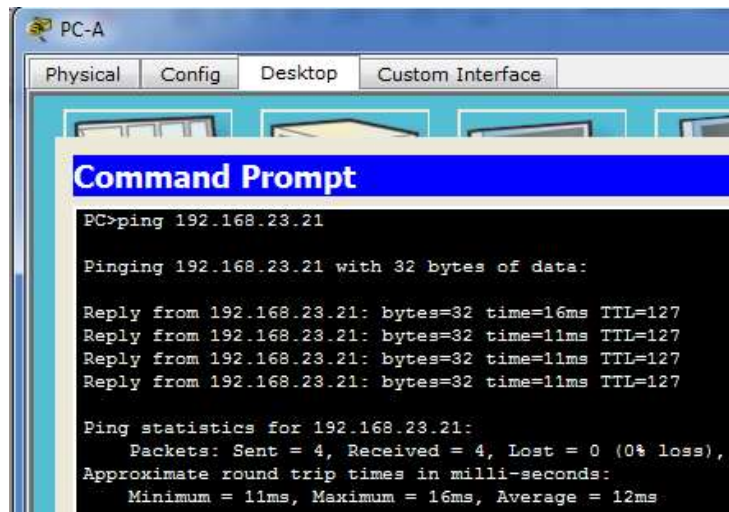 PC-A
Physical Config Desktop Custom Interface
Command Prompt
PC>ping 192.168.23.21
Pinging 192.168.23.21 with 32 bytes of data:
Reply from 192.168.23.21: bytes=32 time=16ms TTL=127
Reply from 192.168.23.21: bytes=32 time=11ms TTL=127
Reply from 192.168.23.21: bytes=32 time=11ms TTL=127
Reply from 192.168.23.21: bytes=32 time=11ms TTL=127
Ping statistics for 192.168.23.21:
Packets: Sent = 4, Received = 4, Lost = 0 (0% loss),
Approximate round trip times in milli-seconds:
Minimum = 11ms, Maximum = 16ms, Average = 12ms